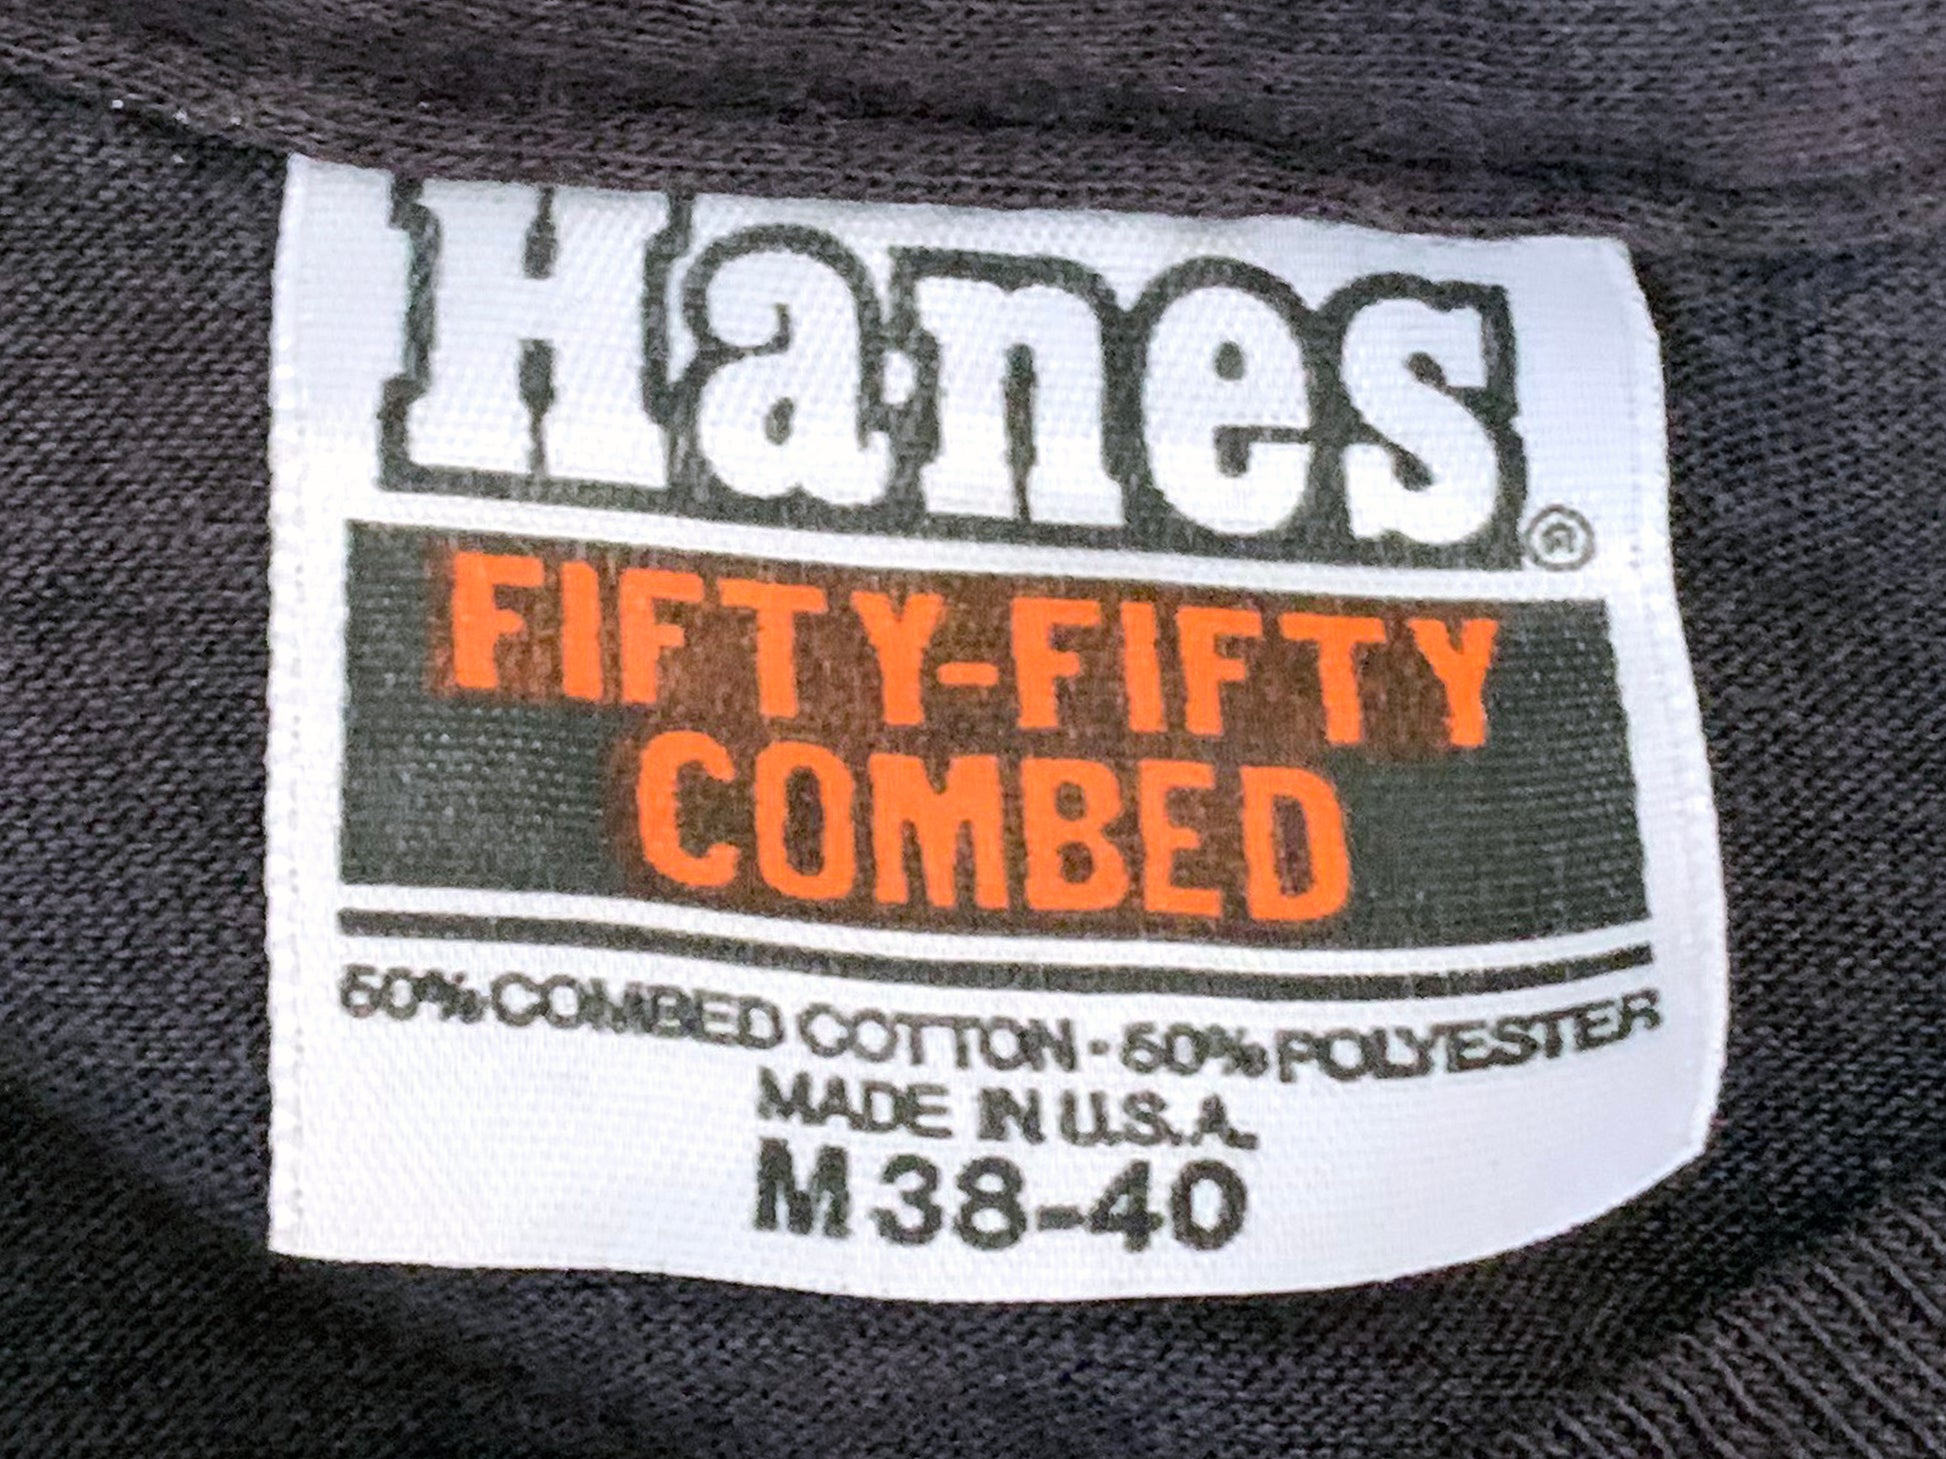 Hanes®
FIFTY-FIFTY
COMBED
50% COMBED COTTON - 50% POLYESTER
MADE IN U.S.A.
M 38-40